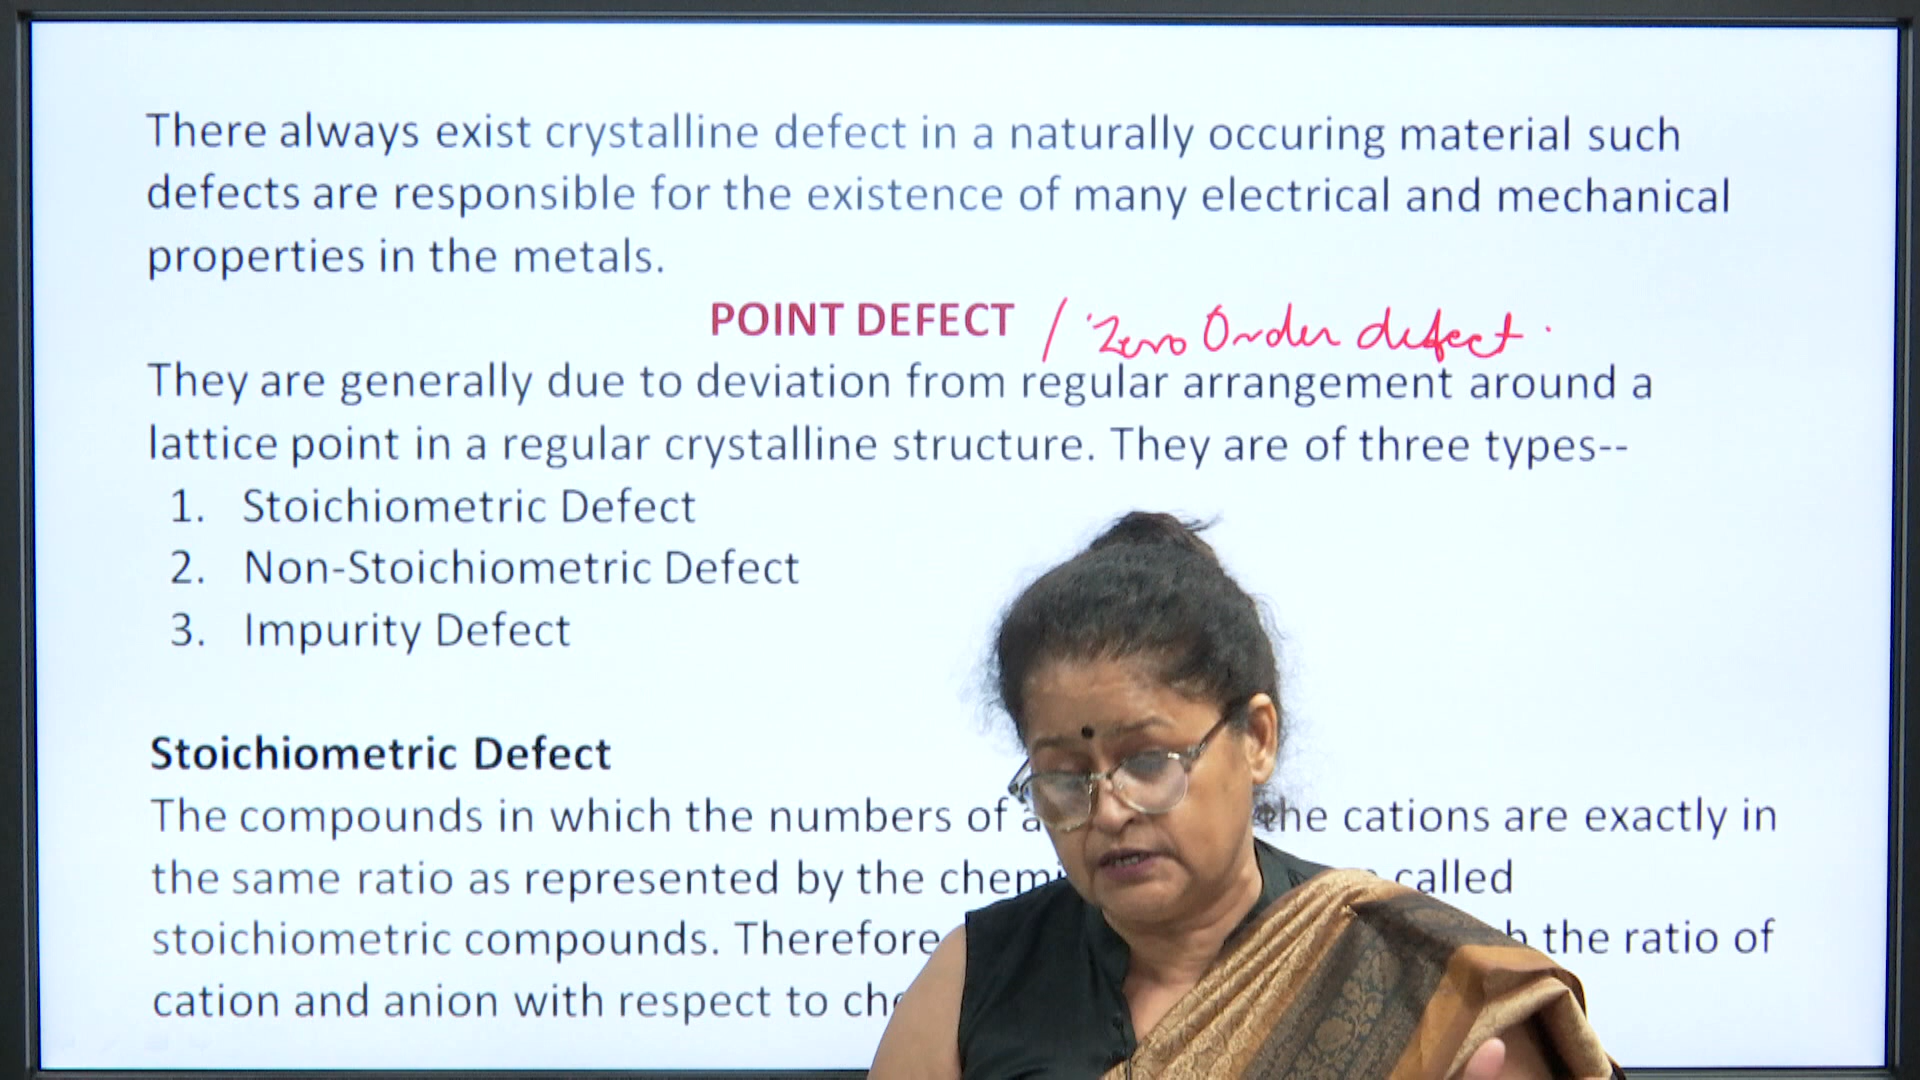 There always exist crystalline defect in a naturally occuring material such
defects are responsible for the existence of many electrical and mechanical
properties in the metals.
POINT DEFECT / Zero Order defect.
They are generally due to deviation from regular arrangement around a
lattice point in a regular crystalline structure. They are of three types--
1. Stoichiometric Defect
2. Non-Stoichiometric Defect
3. Impurity Defect
Stoichiometric Defect
The compounds in which the numbers of the cations are exactly in
the same ratio as represented by the called
stoichiometric compounds. Therefore the ratio of
cation and anion with respect to